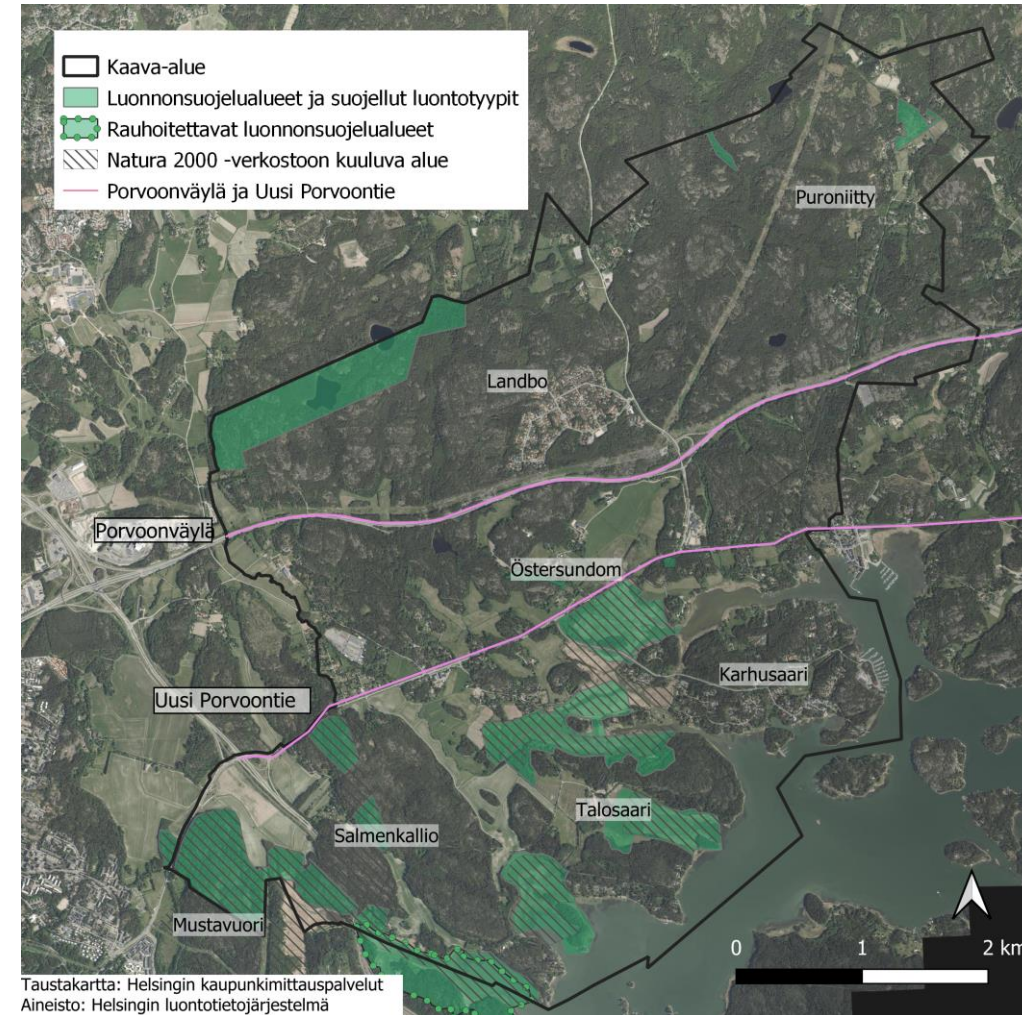 Kaava-alue
Luonnonsuojelualueet ja suojellut luontotyypit
Rauhoitettavat luonnonsuojelualueet
Natura 2000 -verkostoon kuuluva alue
Porvoonväylä ja Uusi Porvoontie
Puroniitty
Landbo
Porvoonväylä
Östersundom
Karhusaari
Uusi Porvoontie
Talosaari
Salmenkallio
Mustavuori
0 1 2 km
Taustakartta: Helsingin kaupunkimittauspalvelut
Aineisto: Helsingin luontotietojärjestelmä